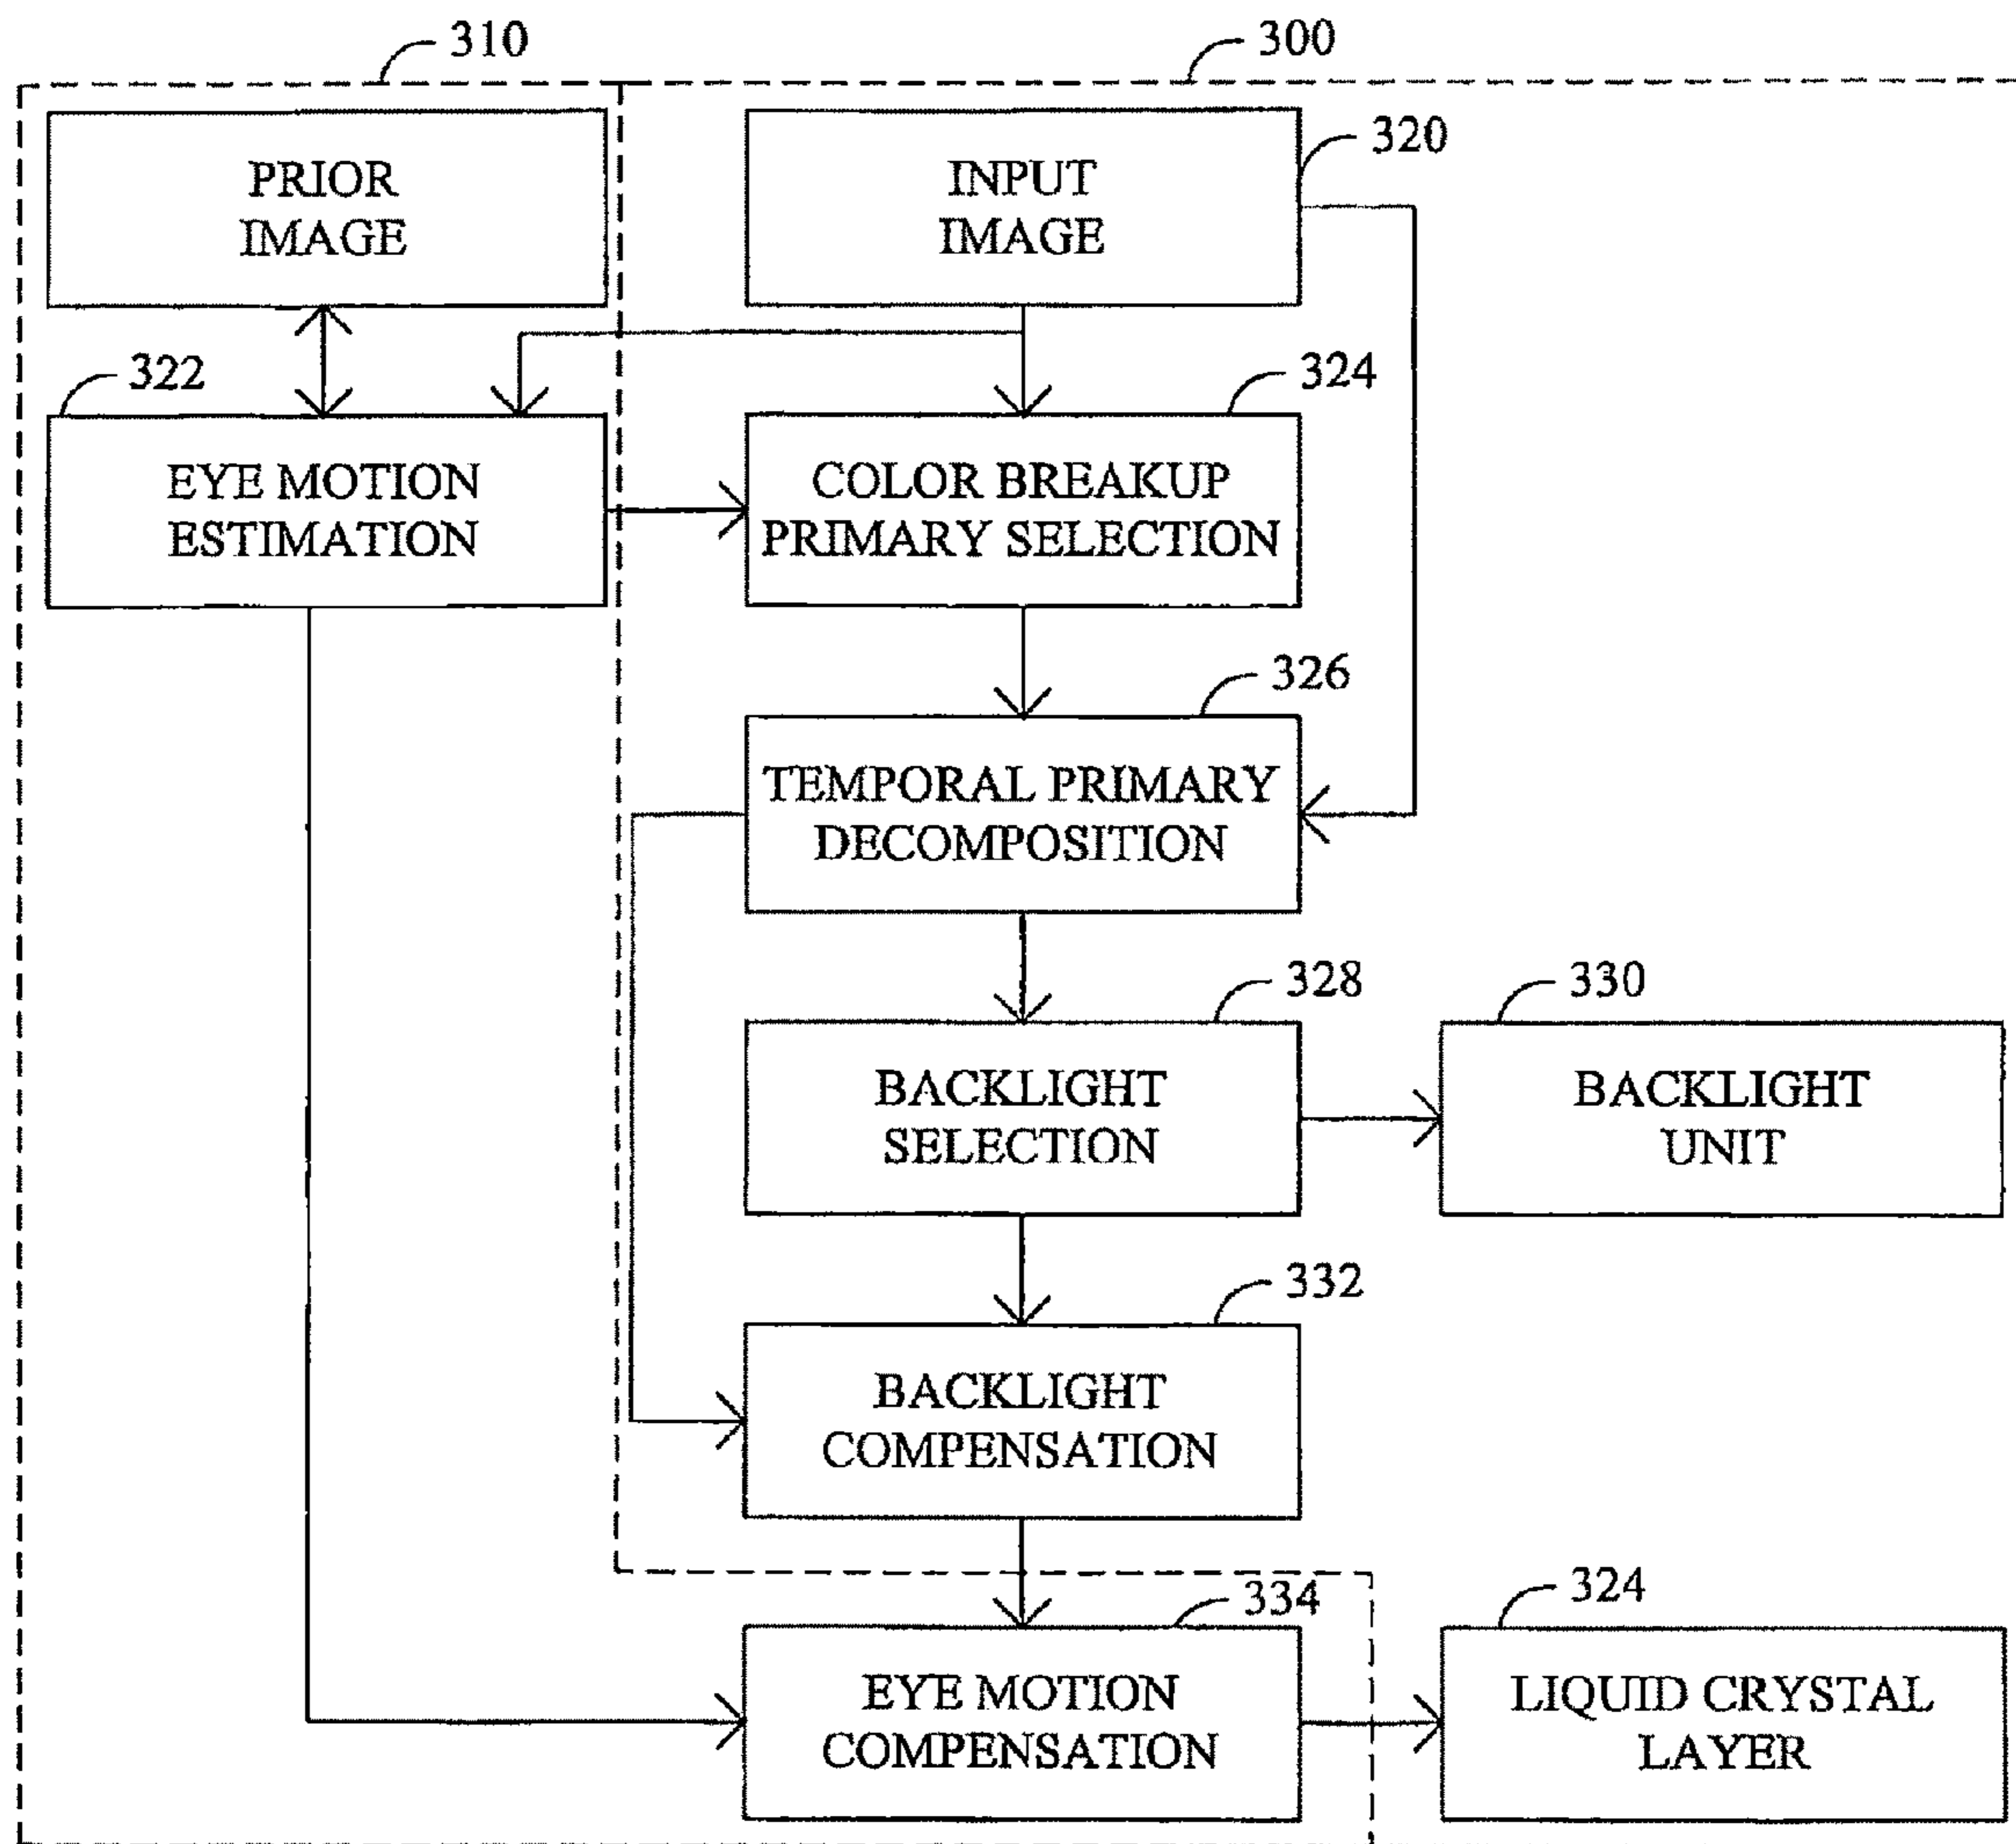 310
300
PRIOR
IMAGE
INPUT
IMAGE
320
322
EYE MOTION
ESTIMATION
324
COLOR BREAKUP
PRIMARY SELECTION
326
TEMPORAL PRIMARY
DECOMPOSITION
328
BACKLIGHT
SELECTION
330
BACKLIGHT
UNIT
332
BACKLIGHT
COMPENSATION
334
EYE MOTION
COMPENSATION
324
LIQUID CRYSTAL
LAYER